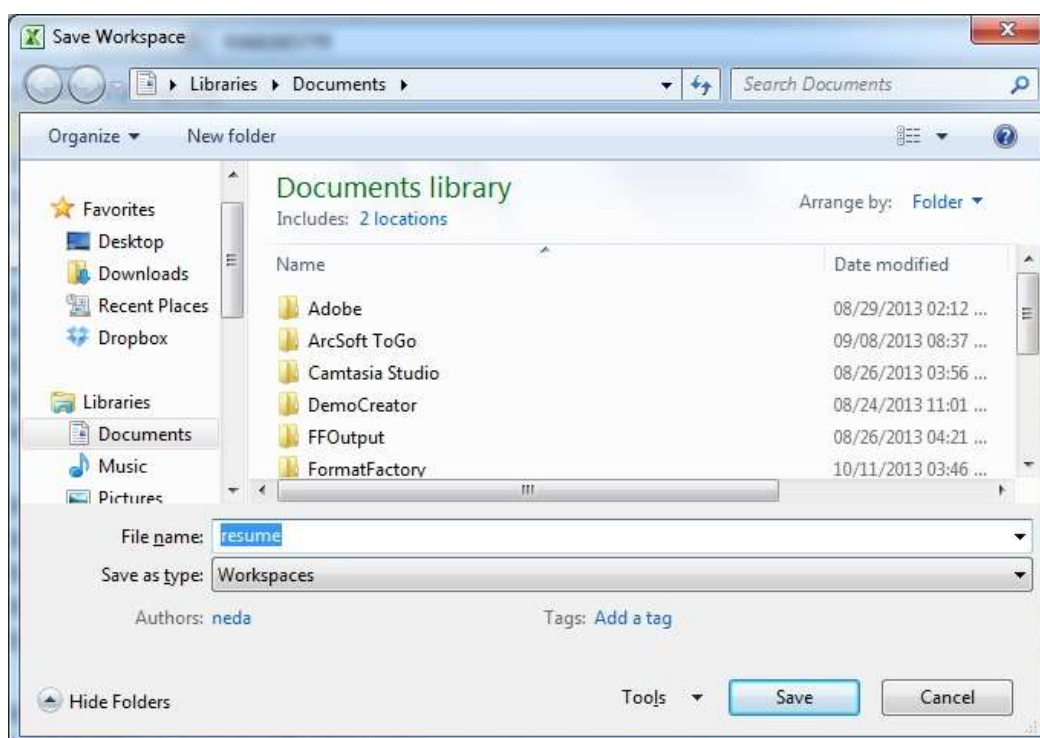 Save Workspace
Libraries Documents
Search Documents
Organize
New folder
Favorites
Desktop
Downloads
Recent Places
Dropbox
Libraries
Documents
Music
Pictures
Documents library
Includes: 2 locations
Arrange by: Folder
Name Date modified
Adobe 08/29/2013 02:12 ...
ArcSoft ToGo 09/08/2013 08:37 ...
Camtasia Studio 08/26/2013 03:56 ...
DemoCreator 08/24/2013 11:01 ...
FFOutput 08/26/2013 04:21 ...
FormatFactory 10/11/2013 03:46 ...
File name: resume
Save as type: Workspaces
Authors: neda Tags: Add a tag
Hide Folders Tools Save Cancel